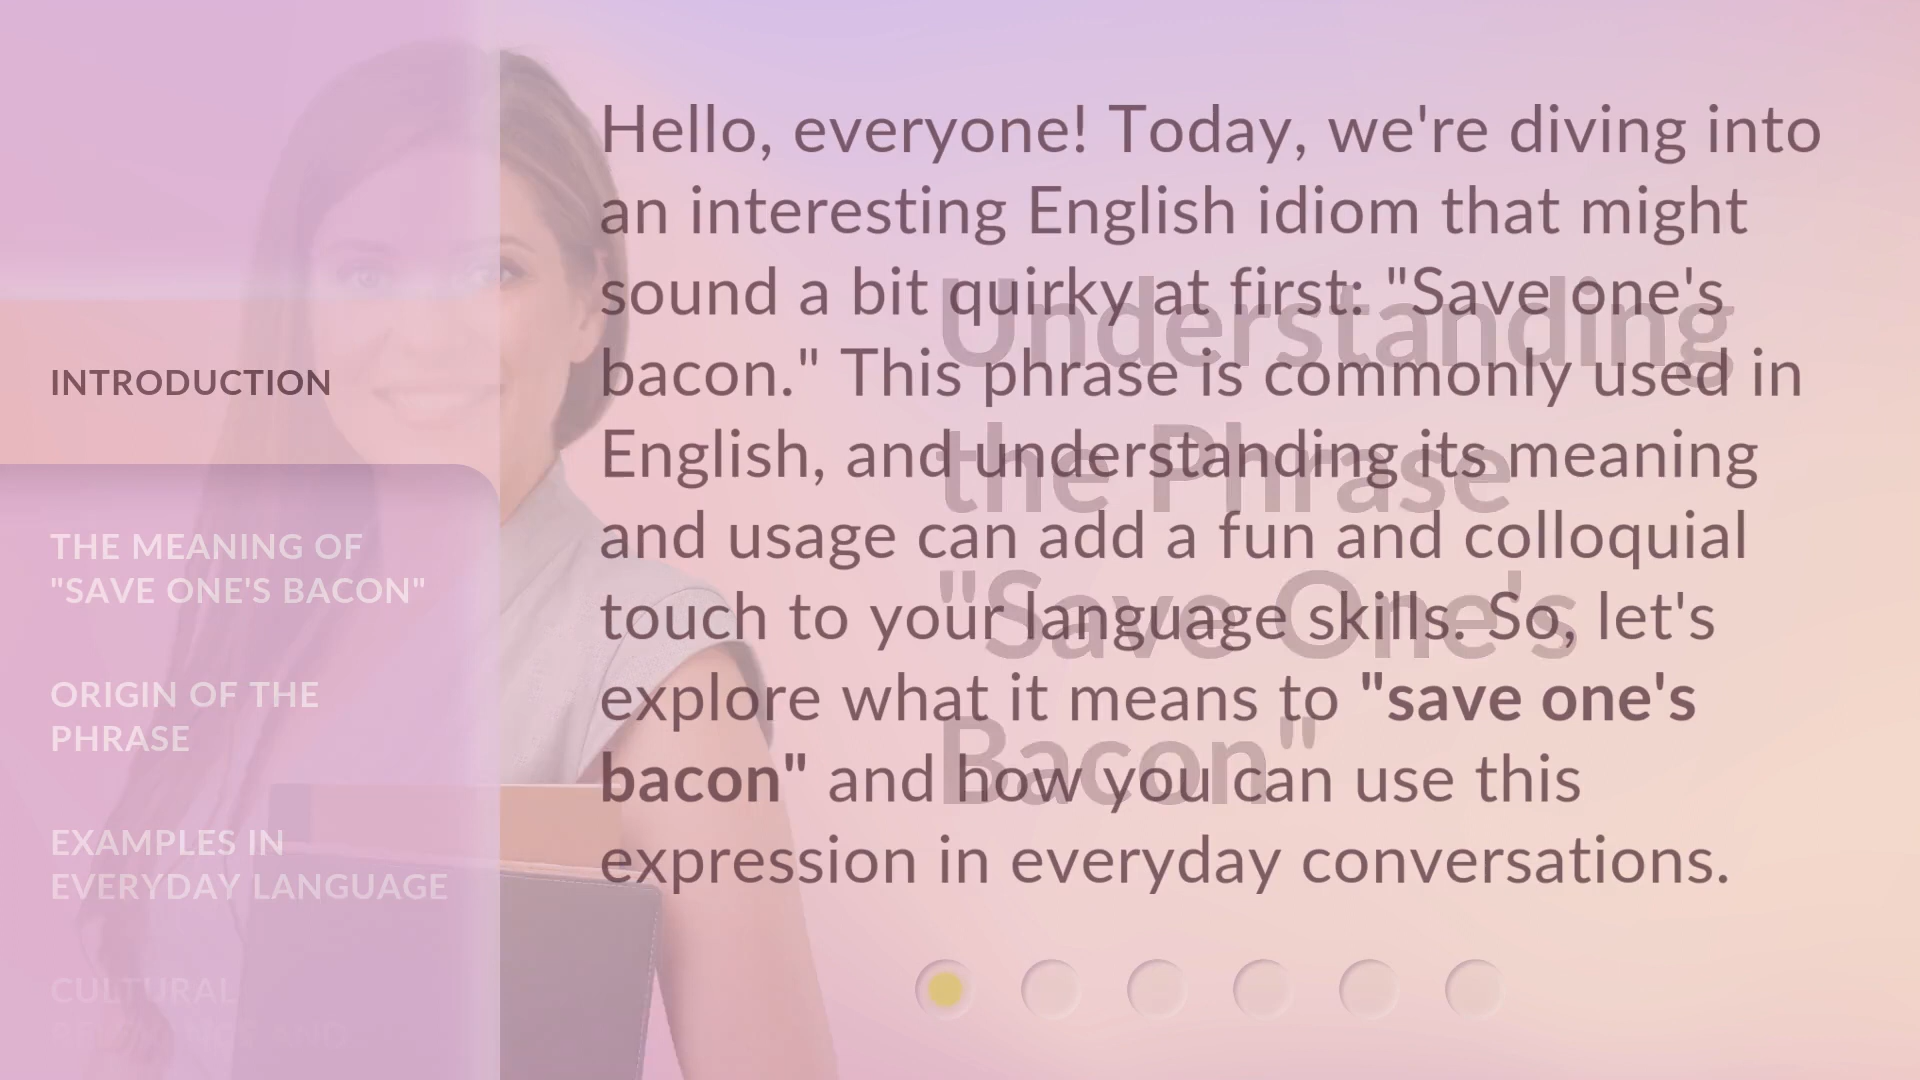 INTRODUCTION
THE MEANING OF
"SAVE ONE'S BACON"
ORIGIN OF THE
PHRASE
EXAMPLES IN
EVERYDAY LANGUAGE
CULTURAL
AND
Hello, everyone! Today, we're diving into
an interesting English idiom that might
sound a bit quirky at first: "Save one's
bacon." This phrase is commonly used in
English, and understanding its meaning
and usage can add a fun and colloquial
touch to your language skills. So, let's
explore what it means to "save one's
bacon" and how you can use this
expression in everyday conversations.
Understanding
the Phrase
"Save One's
Bacon"